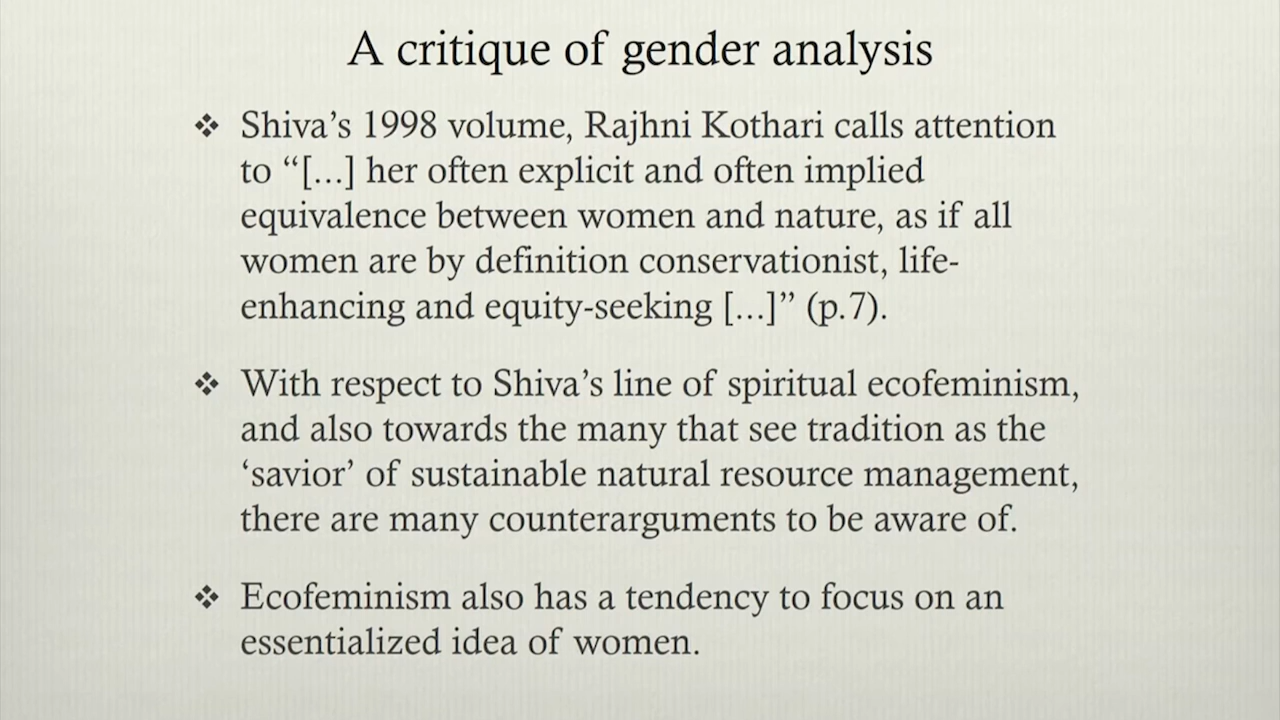 A critique of gender analysis
❖ Shiva’s 1998 volume, Rajhni Kothari calls attention
to “[...] her often explicit and often implied
equivalence between women and nature, as if all
women are by definition conservationist, life-
enhancing and equity-seeking [...]” (p.7).
❖ With respect to Shiva’s line of spiritual ecofeminism,
and also towards the many that see tradition as the
‘savior’ of sustainable natural resource management,
there are many counterarguments to be aware of.
❖ Ecofeminism also has a tendency to focus on an
essentialized idea of women.